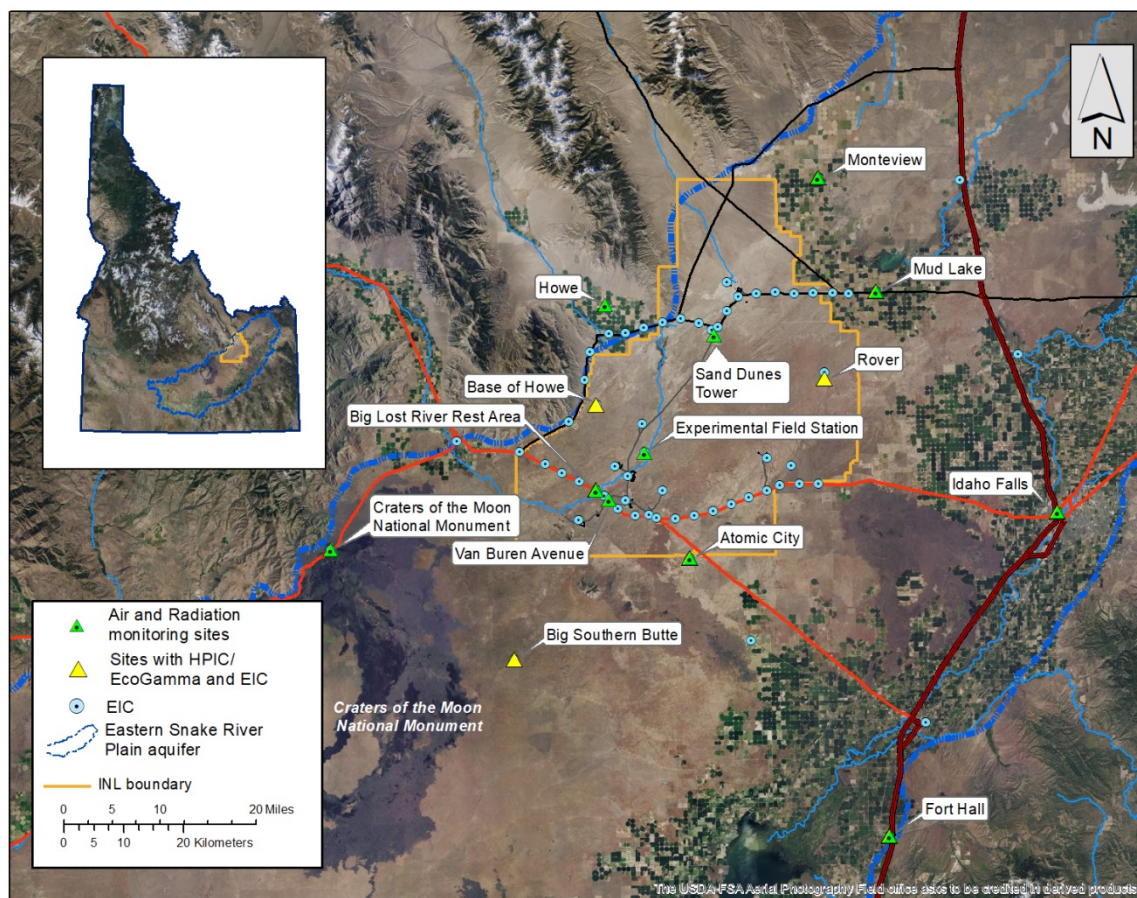 N
Monteview
Mud Lake
Howe
Sand Dunes
Tower
Rover
Base of Howe
Big Lost River Rest Area
Experimental Field Station
Idaho Falls
Craters of the Moon
National Monument
Van Buren Avenue
Atomic City
Big Southern Butte
Craters of the Moon
National Monument
Fort Hall
Air and Radiation
monitoring sites
Sites with HPIC/
EcoGamma and EIC
EIC
Eastern Snake River
Plain aquifer
INL boundary
0 5 10 20 Miles
0 5 10 20 Kilometers
The USDA-FSA Aerial Photography Field office asks to be credited in derived products